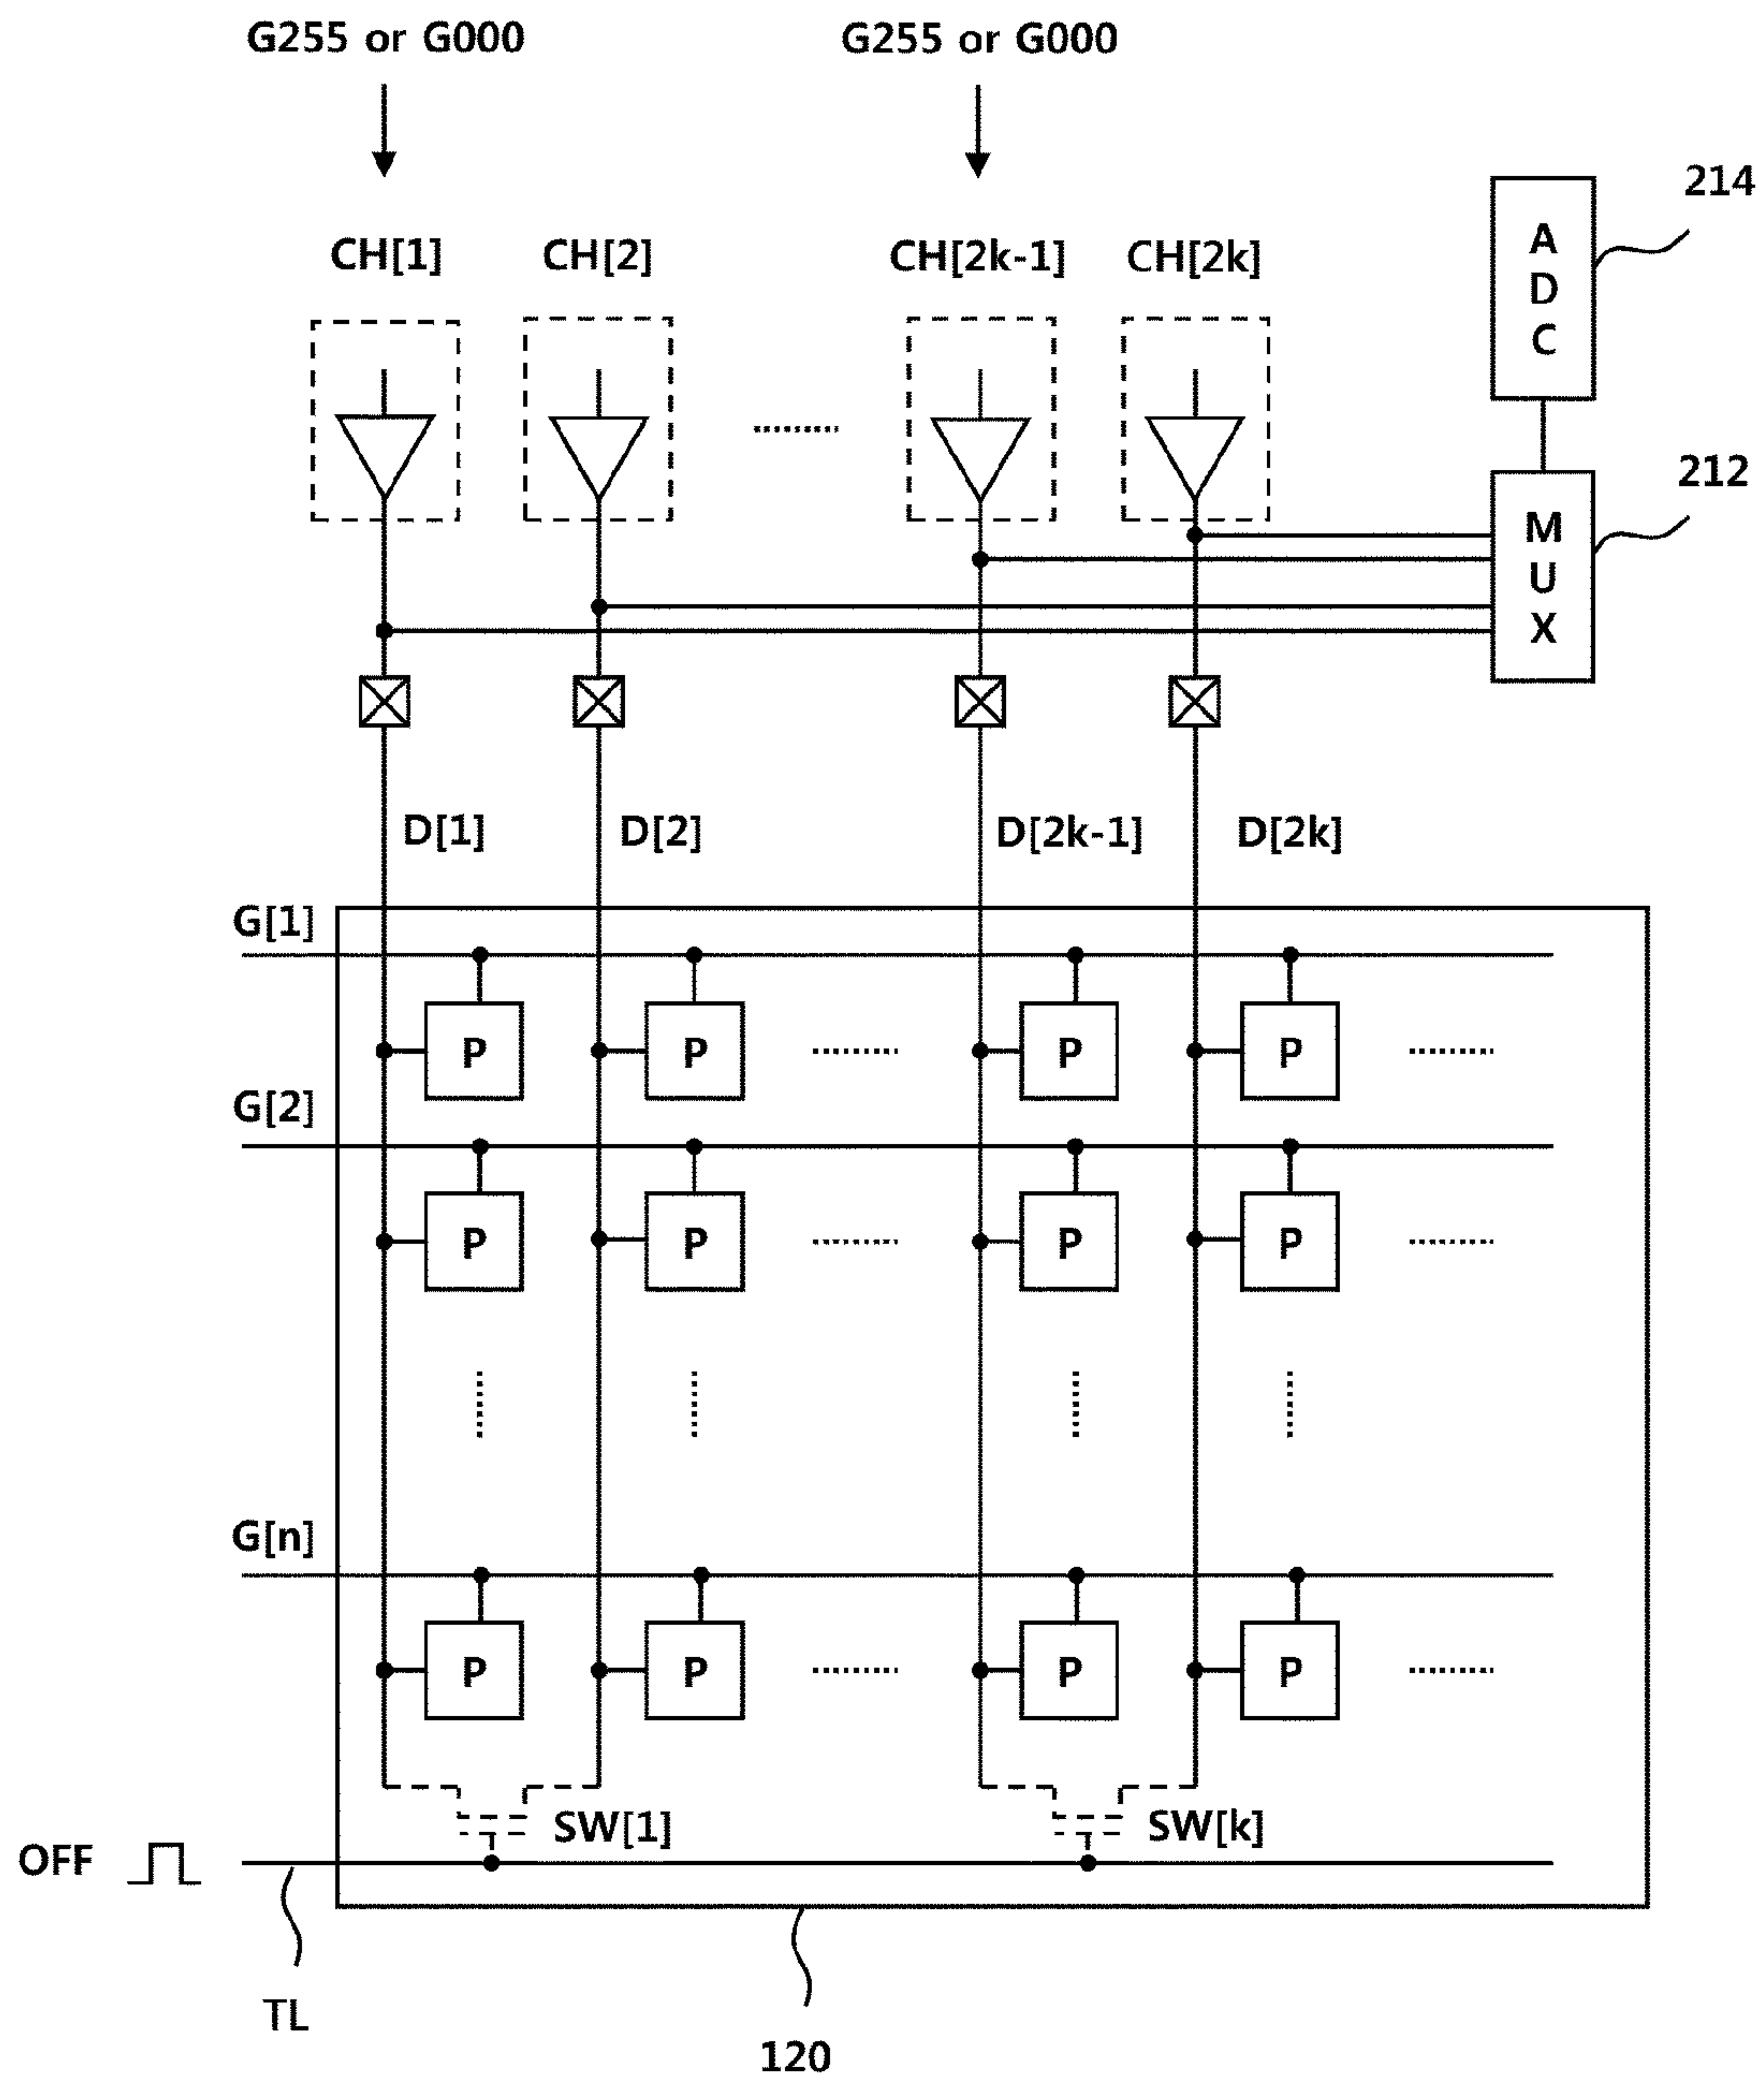 G255 or G000 G255 or G000
214
CH[1] CH[2] CH[2k-1] CH[2k]
A
D
C
212
M
U
X
D[1] D[2] D[2k-1] D[2k]
G[1]
P P P P
G[2]
P P P P
G[n]
P P P P
SW[1] SW[k]
OFF
TL
120